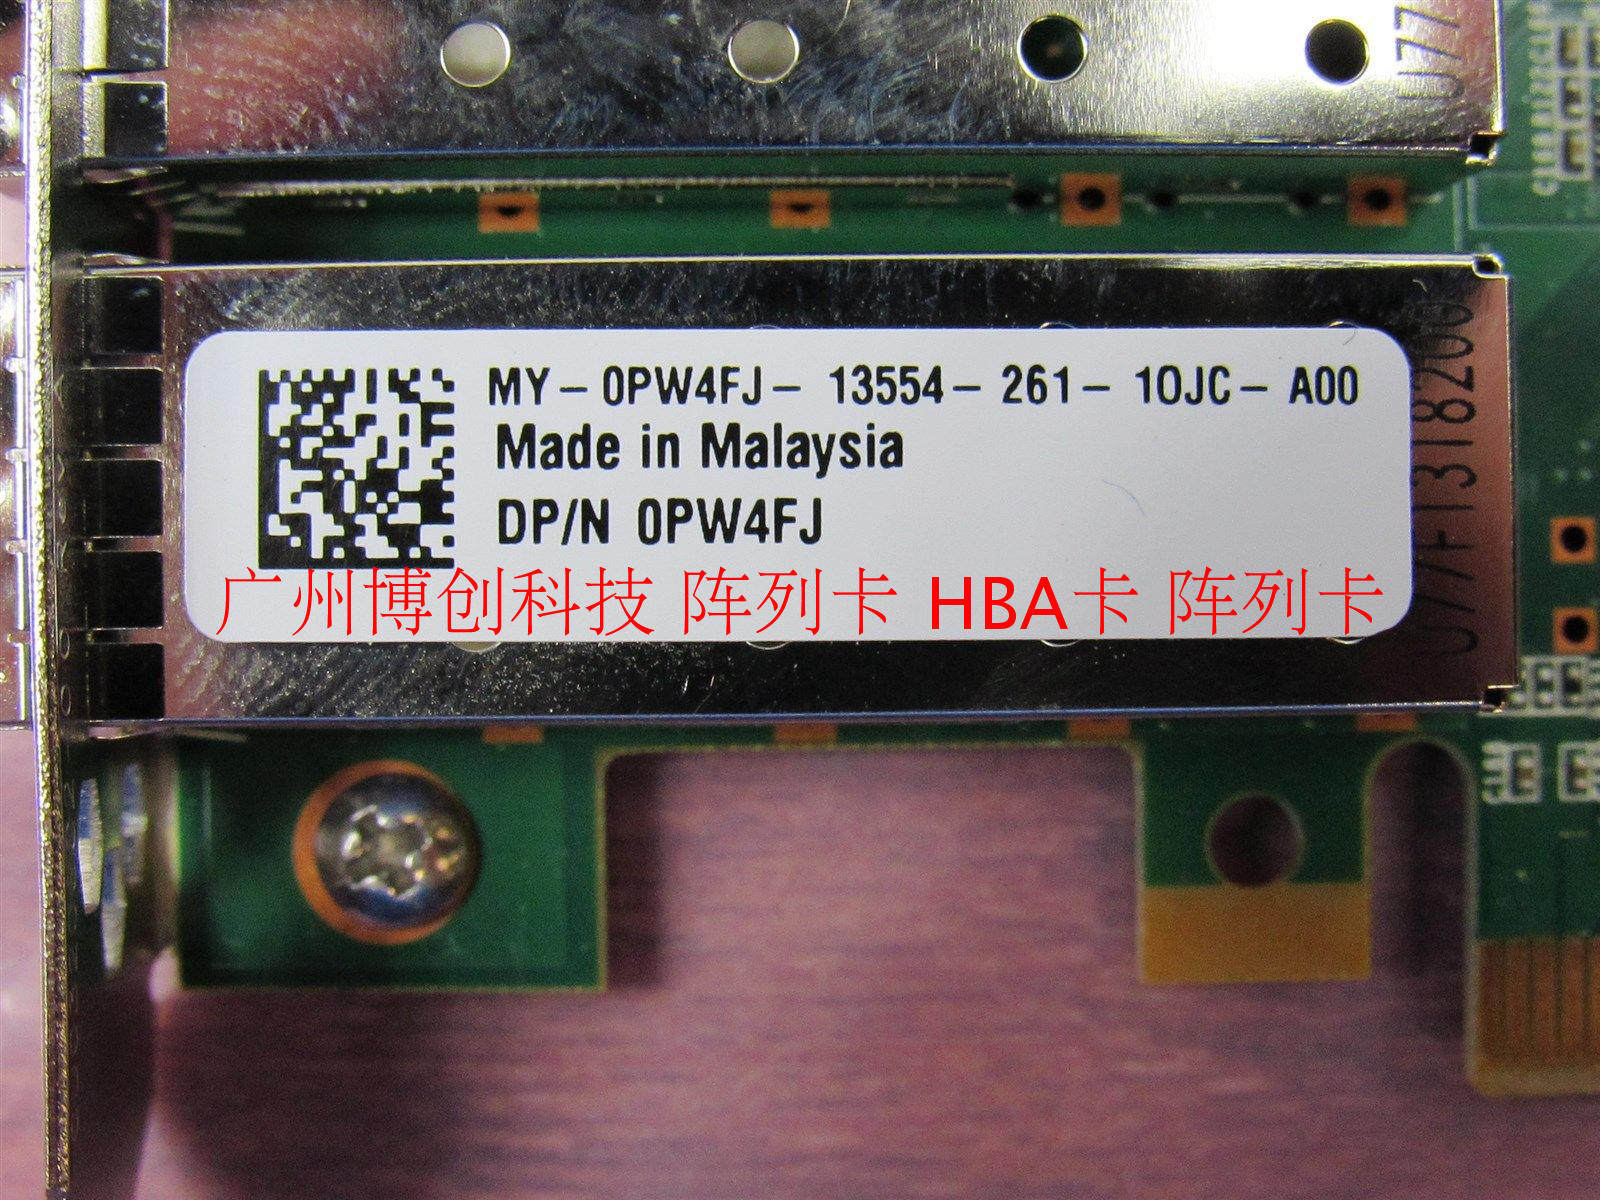 U77
MY-0PW4FJ-13554-261-10JC-A00
Made in Malaysia
DP/N 0PW4FJ
广州博创科技 阵列卡 HBA卡 阵列卡